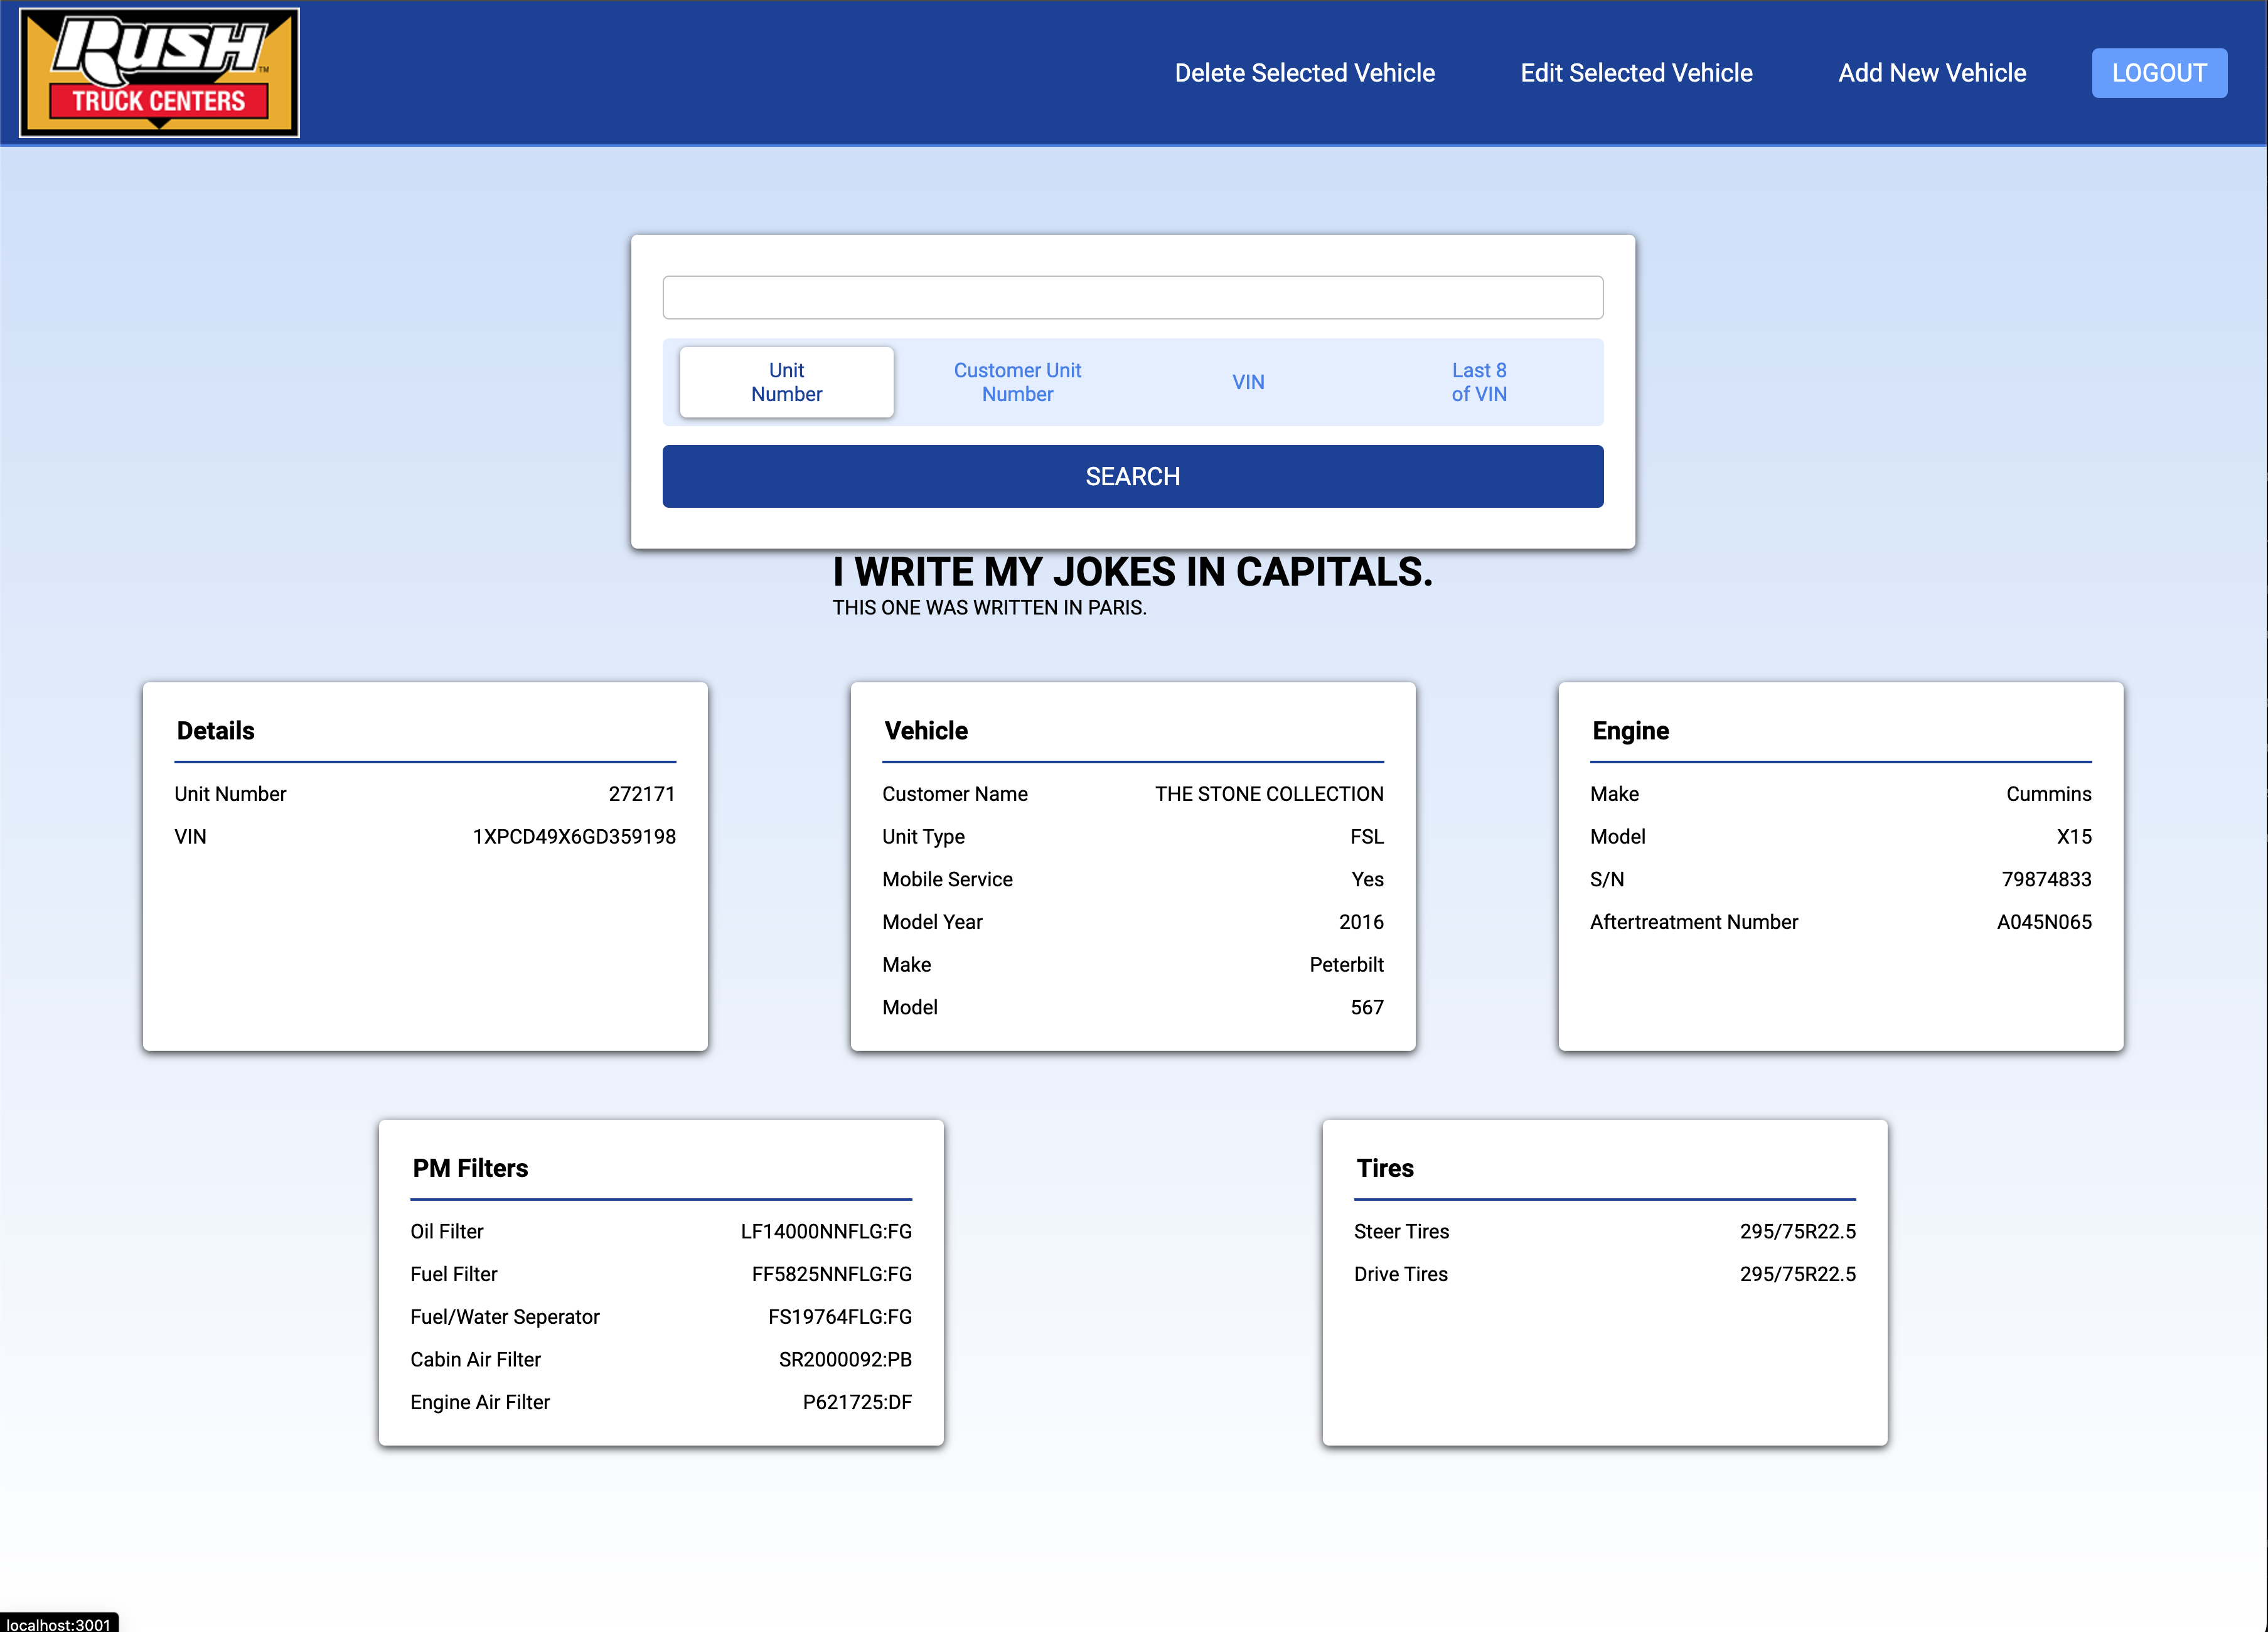 RUSH TM
TRUCK CENTERS
Delete Selected Vehicle Edit Selected Vehicle Add New Vehicle LOGOUT
Unit
Number
Customer Unit
Number
VIN
Last 8
of VIN
SEARCH
I WRITE MY JOKES IN CAPITALS.
THIS ONE WAS WRITTEN IN PARIS.
Details
Unit Number 272171
VIN 1XPCD49X6GD359198
Vehicle
Customer Name THE STONE COLLECTION
Unit Type FSL
Mobile Service Yes
Model Year 2016
Make Peterbilt
Model 567
Engine
Make Cummins
Model X15
S/N 79874833
Aftertreatment Number A045N065
PM Filters
Oil Filter LF14000NNFLG:FG
Fuel Filter FF5825NNFLG:FG
Fuel/Water Seperator FS19764FLG:FG
Cabin Air Filter SR2000092:PB
Engine Air Filter P621725:DF
Tires
Steer Tires 295/75R22.5
Drive Tires 295/75R22.5
localhost:3001